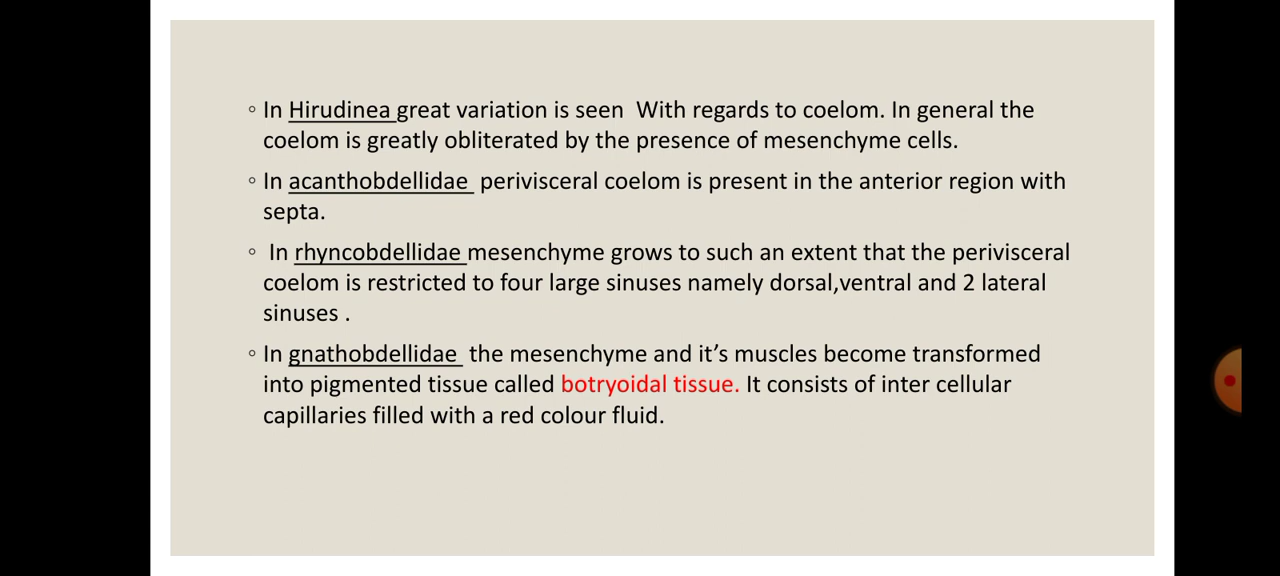 ◦ In Hirudinea great variation is seen  With regards to coelom. In general the
coelom is greatly obliterated by the presence of mesenchyme cells.
◦ In acanthobdellidae  perivisceral coelom is present in the anterior region with
septa.
◦ In rhyncobdellidae mesenchyme grows to such an extent that the perivisceral
coelom is restricted to four large sinuses namely dorsal,ventral and 2 lateral
sinuses .
◦ In gnathobdellidae  the mesenchyme and it’s muscles become transformed
into pigmented tissue called botryoidal tissue. It consists of inter cellular
capillaries filled with a red colour fluid.